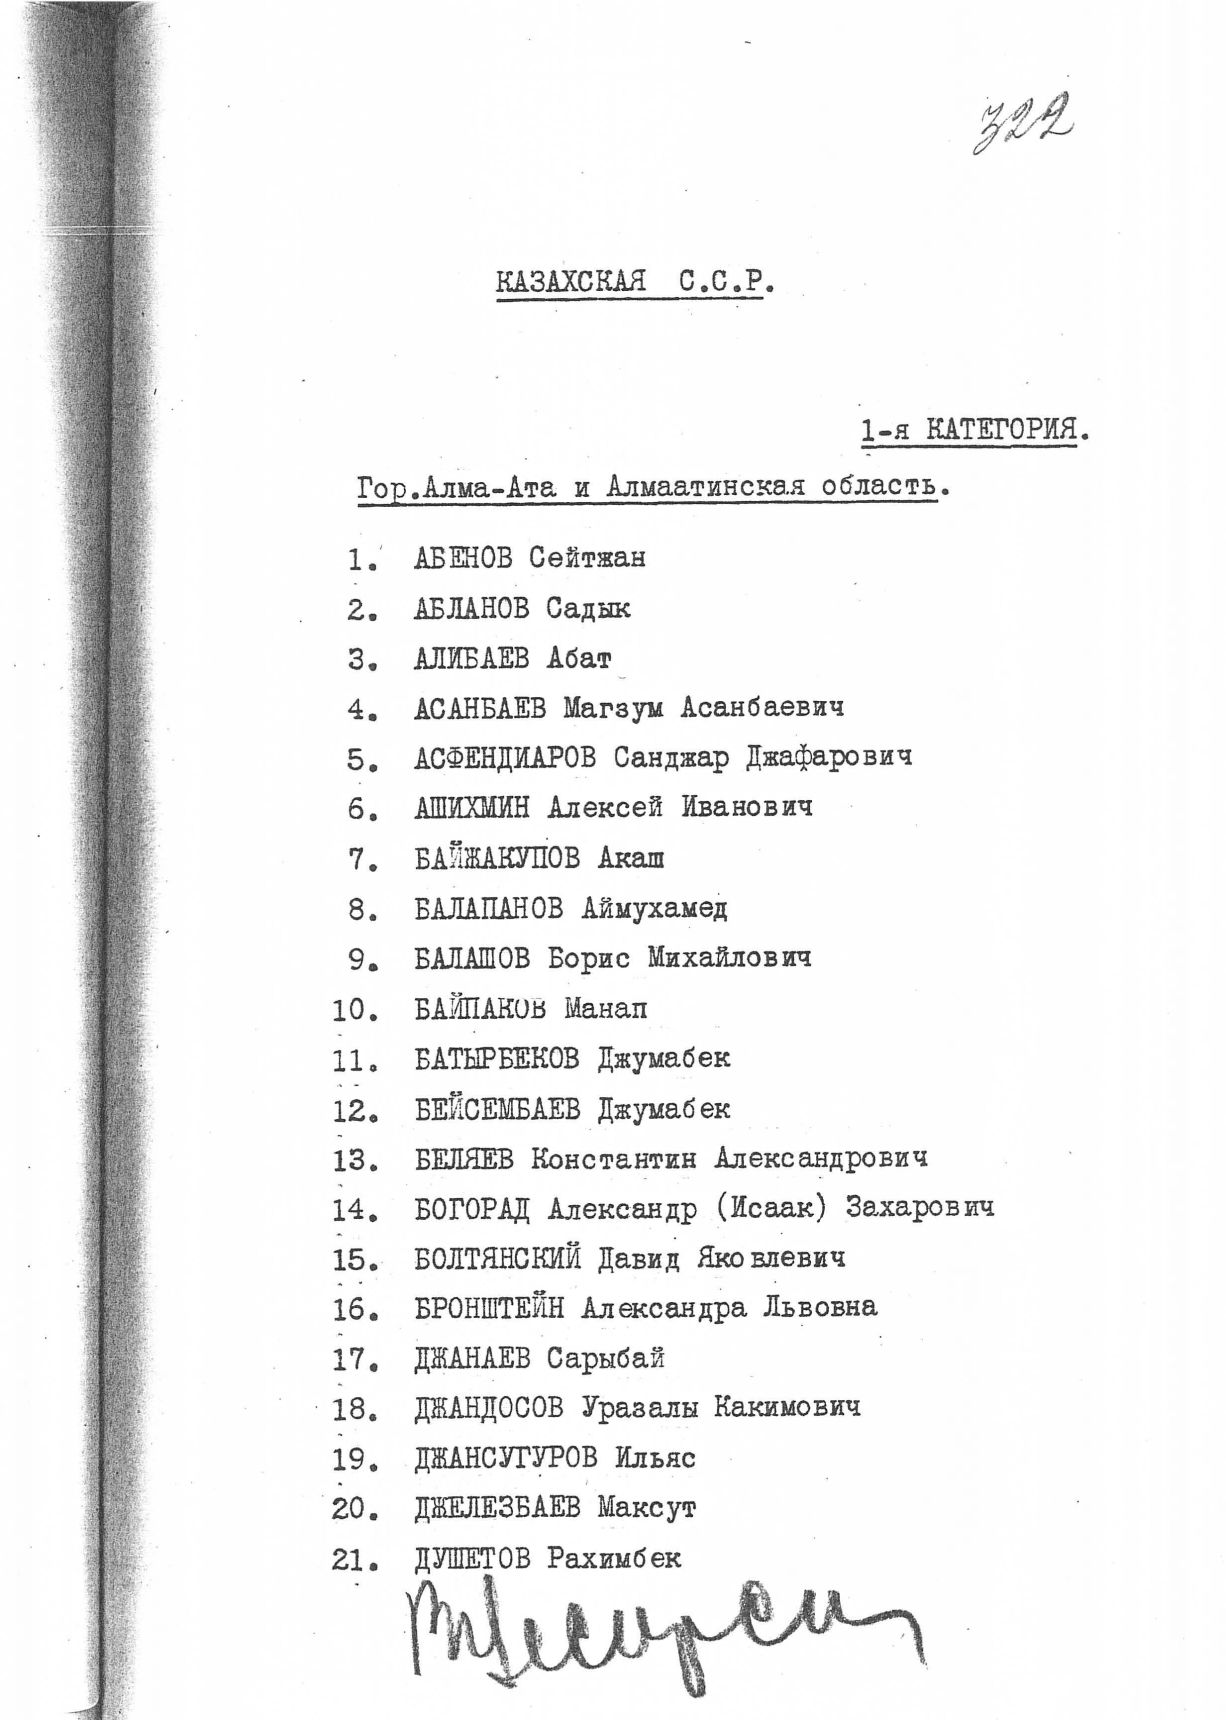 322
КАЗАХСКАЯ С.С.Р.
1-я КАТЕГОРИЯ.
Гор.Алма-Ата и Алмаатинская область.
1. АБЕНОВ Сейтжан
2. АБЛАНОВ Садык
3. АЛИБАЕВ Абат
4. АСАНБАЕВ Магзум Асанбаевич
5. АСФЕНДИАРОВ Санджар Джафарович
6. АШИХМИН Алексей Иванович
7. БАЙЖАКУПОВ Акаш
8. БАЛАПАНОВ Аймухамед
9. БАЛАШОВ Борис Михайлович
10. БАЙПАКОВ Манап
11. БАТЫРБЕКОВ Джумабек
12. БЕЙСЕМБАЕВ Джумабек
13. БЕЛЯЕВ Константин Александрович
14. БОГОРАД Александр (Исаак) Захарович
15. БОЛТЯНСКИЙ Давид Яковлевич
16. БРОНШТЕЙН Александра Львовна
17. ДЖАНАЕВ Сарыбай
18. ДЖАНДОСОВ Уразалы Какимович
19. ДЖАНСУГУРОВ Ильяс
20. ДЖЕЛЕЗБАЕВ Максут
21. ДУШЕТОВ Рахимбек